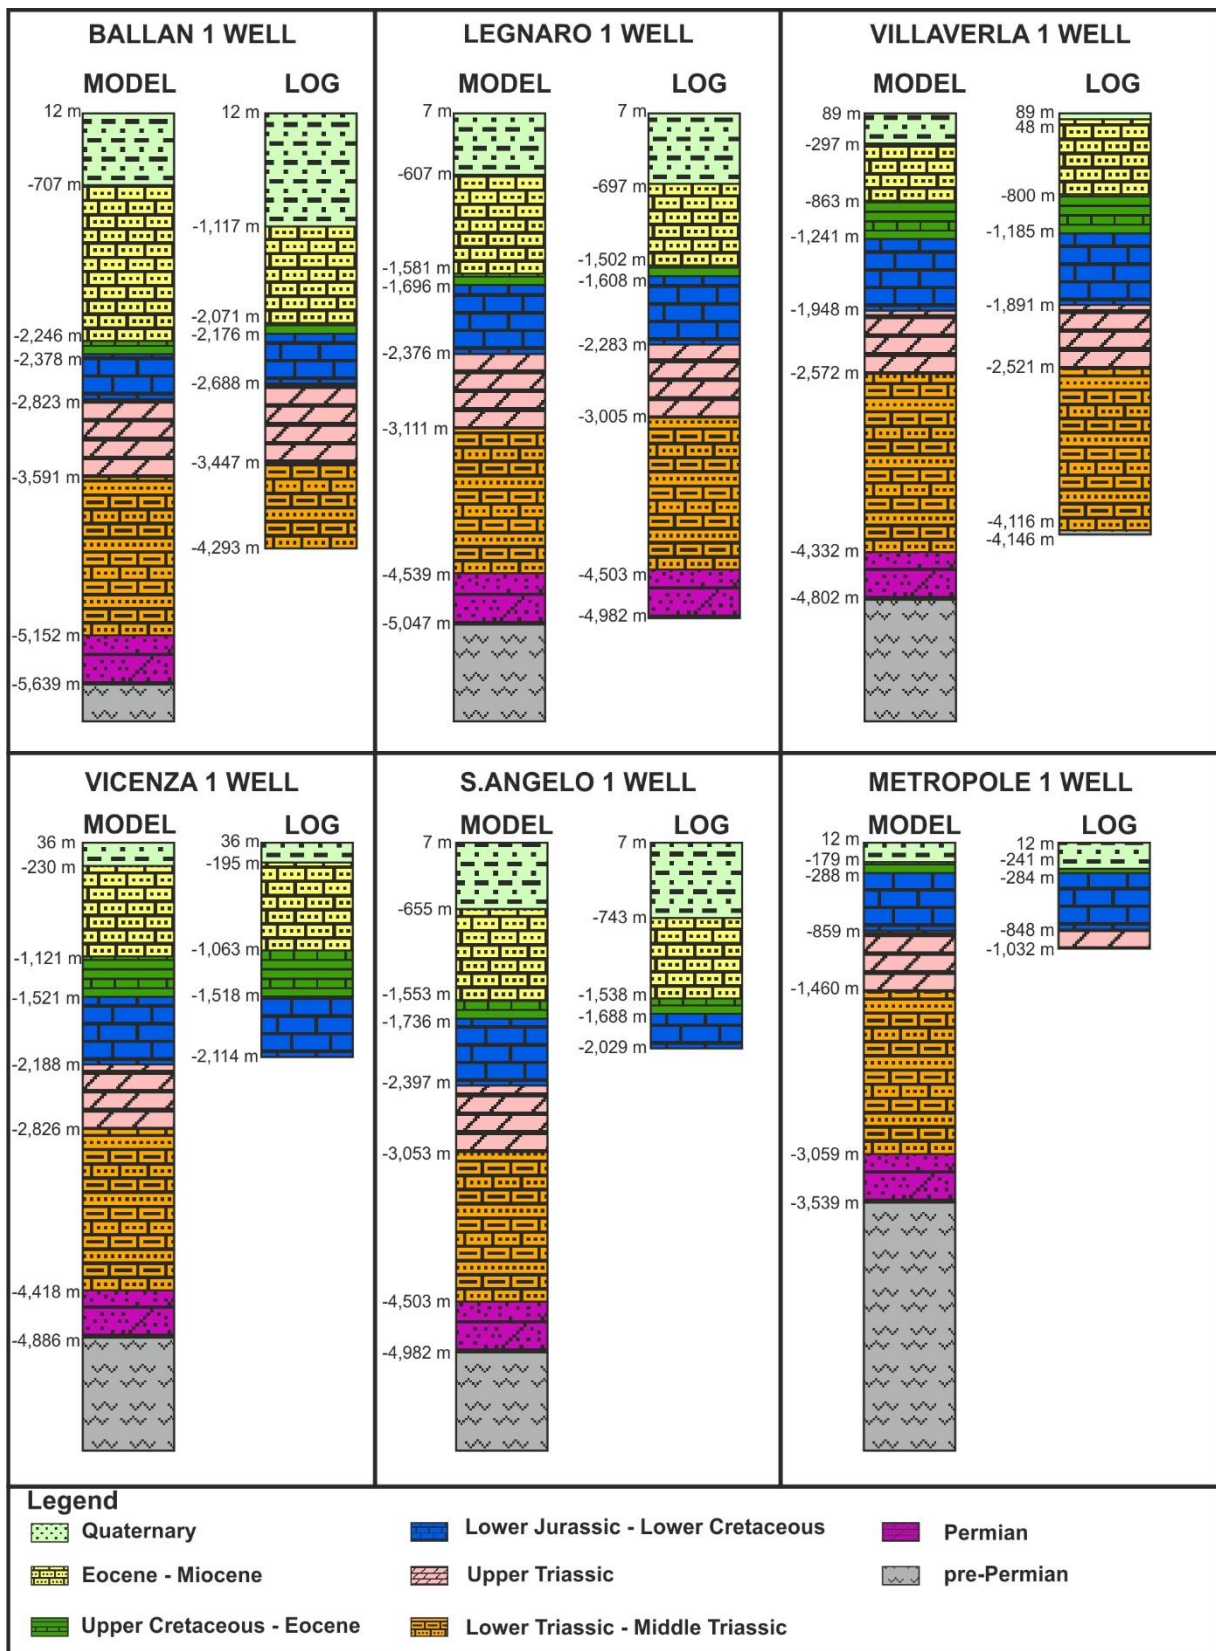 BALLAN 1 WELL
MODEL
LOG
12 m
-707 m
-2,246 m
-2,378 m
-2,823 m
-3,591 m
-5,152 m
-5,639 m
12 m
-1,117 m
-2,071 m
-2,176 m
-2,688 m
-3,447 m
-4,293 m
LEGNARO 1 WELL
MODEL
LOG
7 m
-607 m
-1,581 m
-1,696 m
-2,376 m
-3,111 m
-4,539 m
-5,047 m
7 m
-697 m
-1,502 m
-1,608 m
-2,283 m
-3,005 m
-4,503 m
-4,982 m
VILLAVERLA 1 WELL
MODEL
LOG
89 m
-297 m
-863 m
-1,241 m
-1,948 m
-2,572 m
-4,332 m
-4,802 m
89 m
48 m
-800 m
-1,185 m
-1,891 m
-2,521 m
-4,116 m
-4,146 m
VICENZA 1 WELL
MODEL
LOG
36 m
-230 m
-1,121 m
-1,521 m
-2,188 m
-2,826 m
-4,418 m
-4,886 m
36 m
-195 m
-1,063 m
-1,518 m
-2,114 m
S.ANGELO 1 WELL
MODEL
LOG
7 m
-655 m
-1,553 m
-1,736 m
-2,397 m
-3,053 m
-4,503 m
-4,982 m
7 m
-743 m
-1,538 m
-1,688 m
-2,029 m
METROPOLE 1 WELL
MODEL
LOG
12 m
-179 m
-288 m
-859 m
-1,460 m
-3,059 m
-3,539 m
12 m
-241 m
-284 m
-848 m
-1,032 m
Legend
Quaternary
Eocene - Miocene
Upper Cretaceous - Eocene
Lower Jurassic - Lower Cretaceous
Upper Triassic
Lower Triassic - Middle Triassic
Permian
pre-Permian